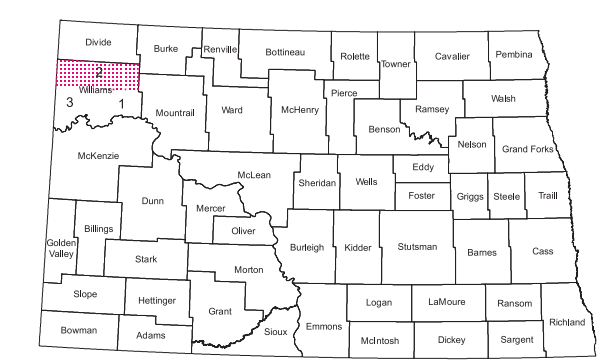 Divide
Burke
Renville
Bottineau
Rolette
Towner
Cavalier
Pembina
2
Williams
3
1
Mountrail
Ward
McHenry
Pierce
Benson
Ramsey
Walsh
Nelson
Grand Forks
McKenzie
Dunn
McLean
Mercer
Oliver
Sheridan
Wells
Eddy
Foster
Griggs
Steele
Traill
Golden
Valley
Billings
Stark
Morton
Burleigh
Kidder
Stutsman
Barnes
Cass
Slope
Hettinger
Grant
Sioux
Emmons
Logan
LaMoure
Ransom
Richland
Bowman
Adams
McIntosh
Dickey
Sargent